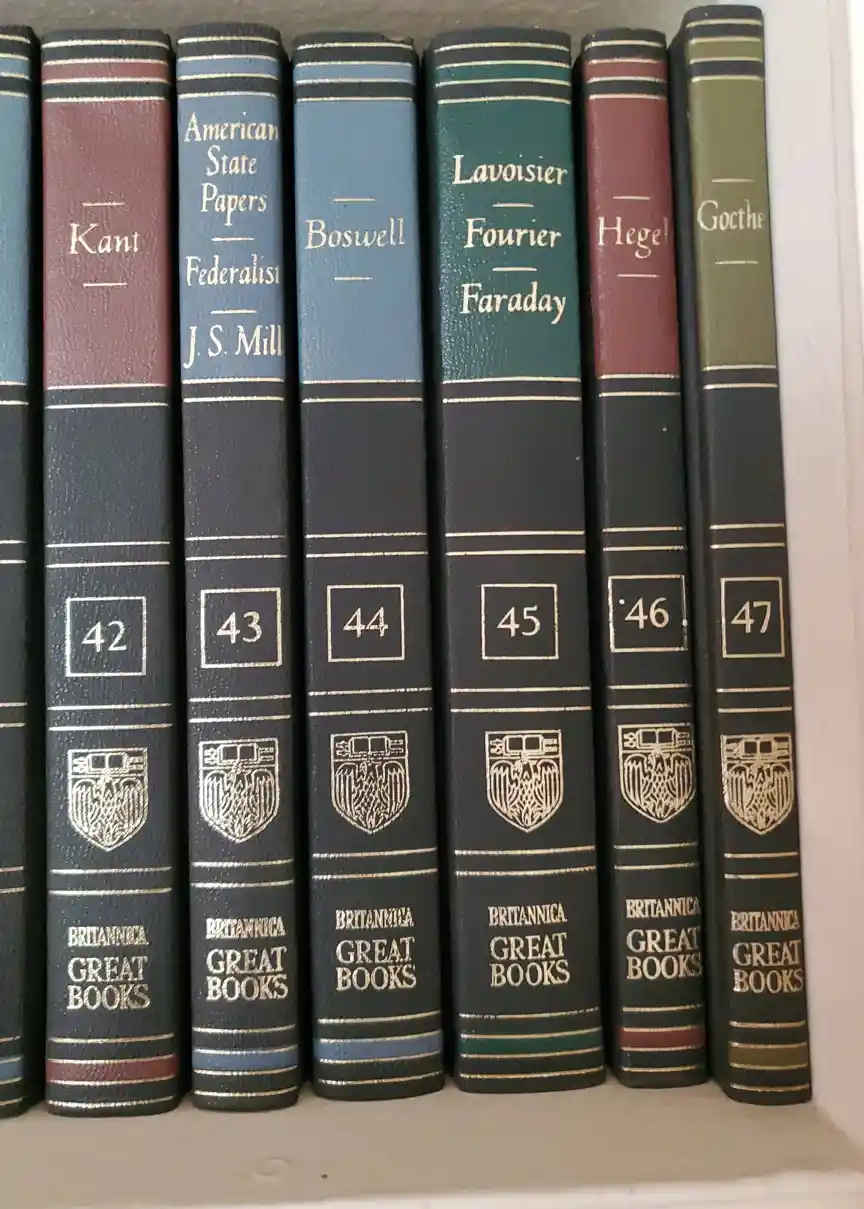 Kant
42
BRITANNICA
GREAT
BOOKS
American
State
Papers
Federalist
J. S. Mill
43
BRITANNICA
GREAT
BOOKS
Boswell
44
BRITANNICA
GREAT
BOOKS
Lavoisier
Fourier
Faraday
45
BRITANNICA
GREAT
BOOKS
Hegel
46
BRITANNICA
GREAT
BOOKS
Goethe
47
BRITANNICA
GREAT
BOOKS